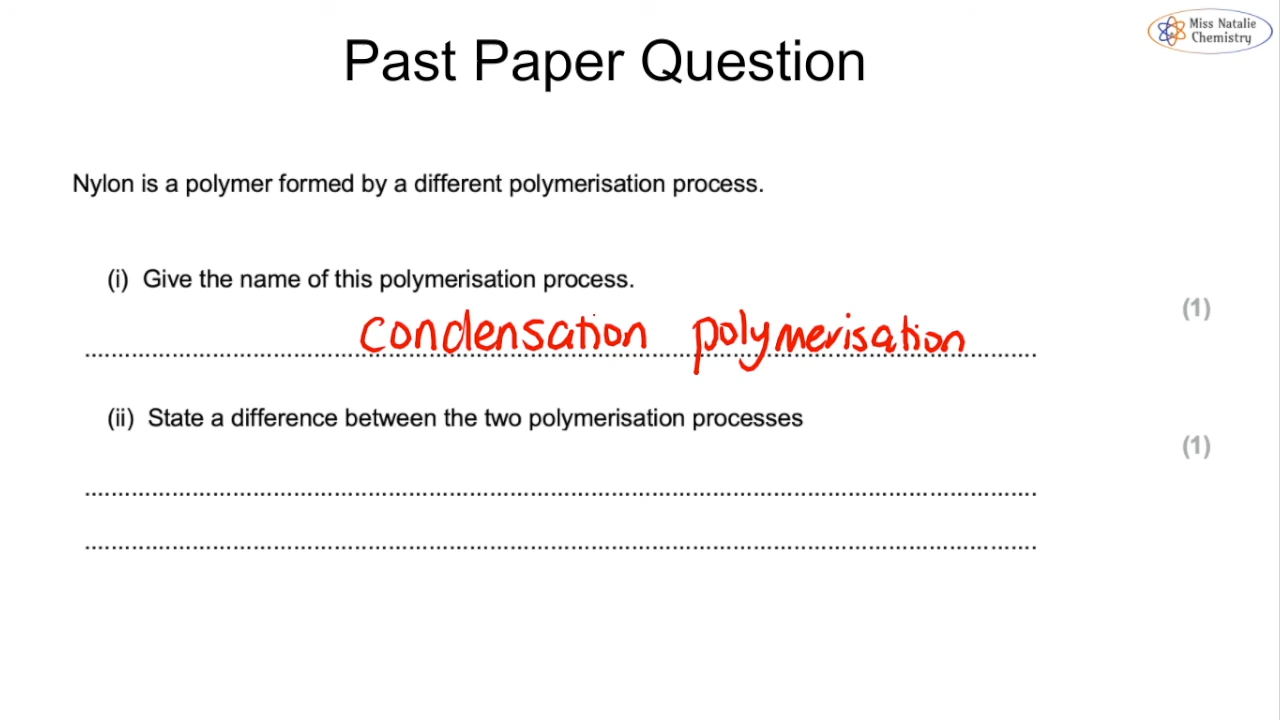 Miss Natalie
Chemistry
Past Paper Question
Nylon is a polymer formed by a different polymerisation process.
(i) Give the name of this polymerisation process.
(1)
condensation polymerisation
(ii) State a difference between the two polymerisation processes
(1)